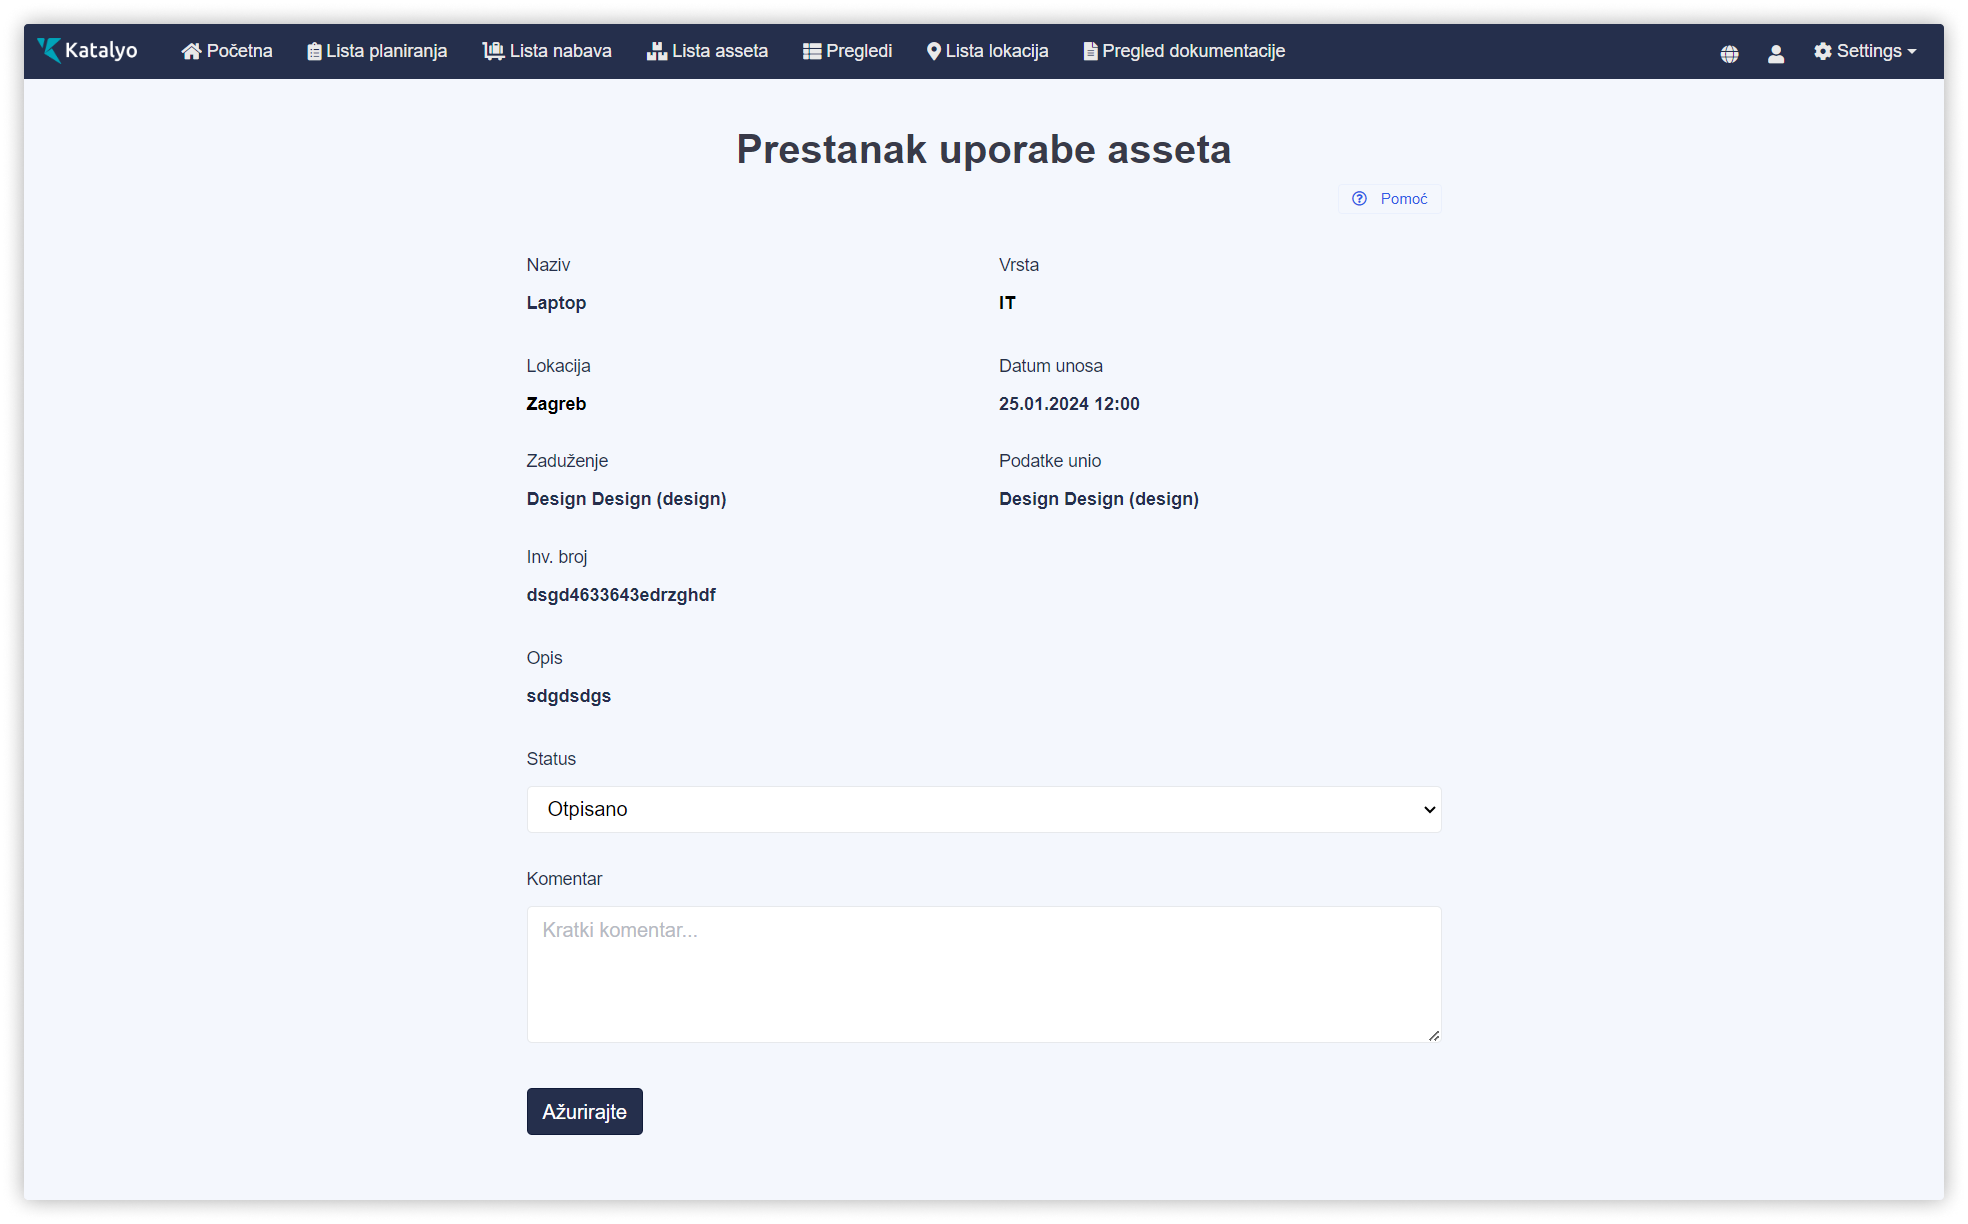 Katalyo Početna Lista planiranja Lista nabava Lista asseta Pregledi Lista lokacija Pregled dokumentacije Settings
Prestanak uporabe asseta
Pomoć
Naziv Vrsta
Laptop IT
Lokacija Datum unosa
Zagreb 25.01.2024 12:00
Zaduženje Podatke unio
Design Design (design) Design Design (design)
Inv. broj
dsgd4633643edrzghdf
Opis
sdgdsdgs
Status
Otpisano
Komentar
Kratki komentar...
Ažurirajte